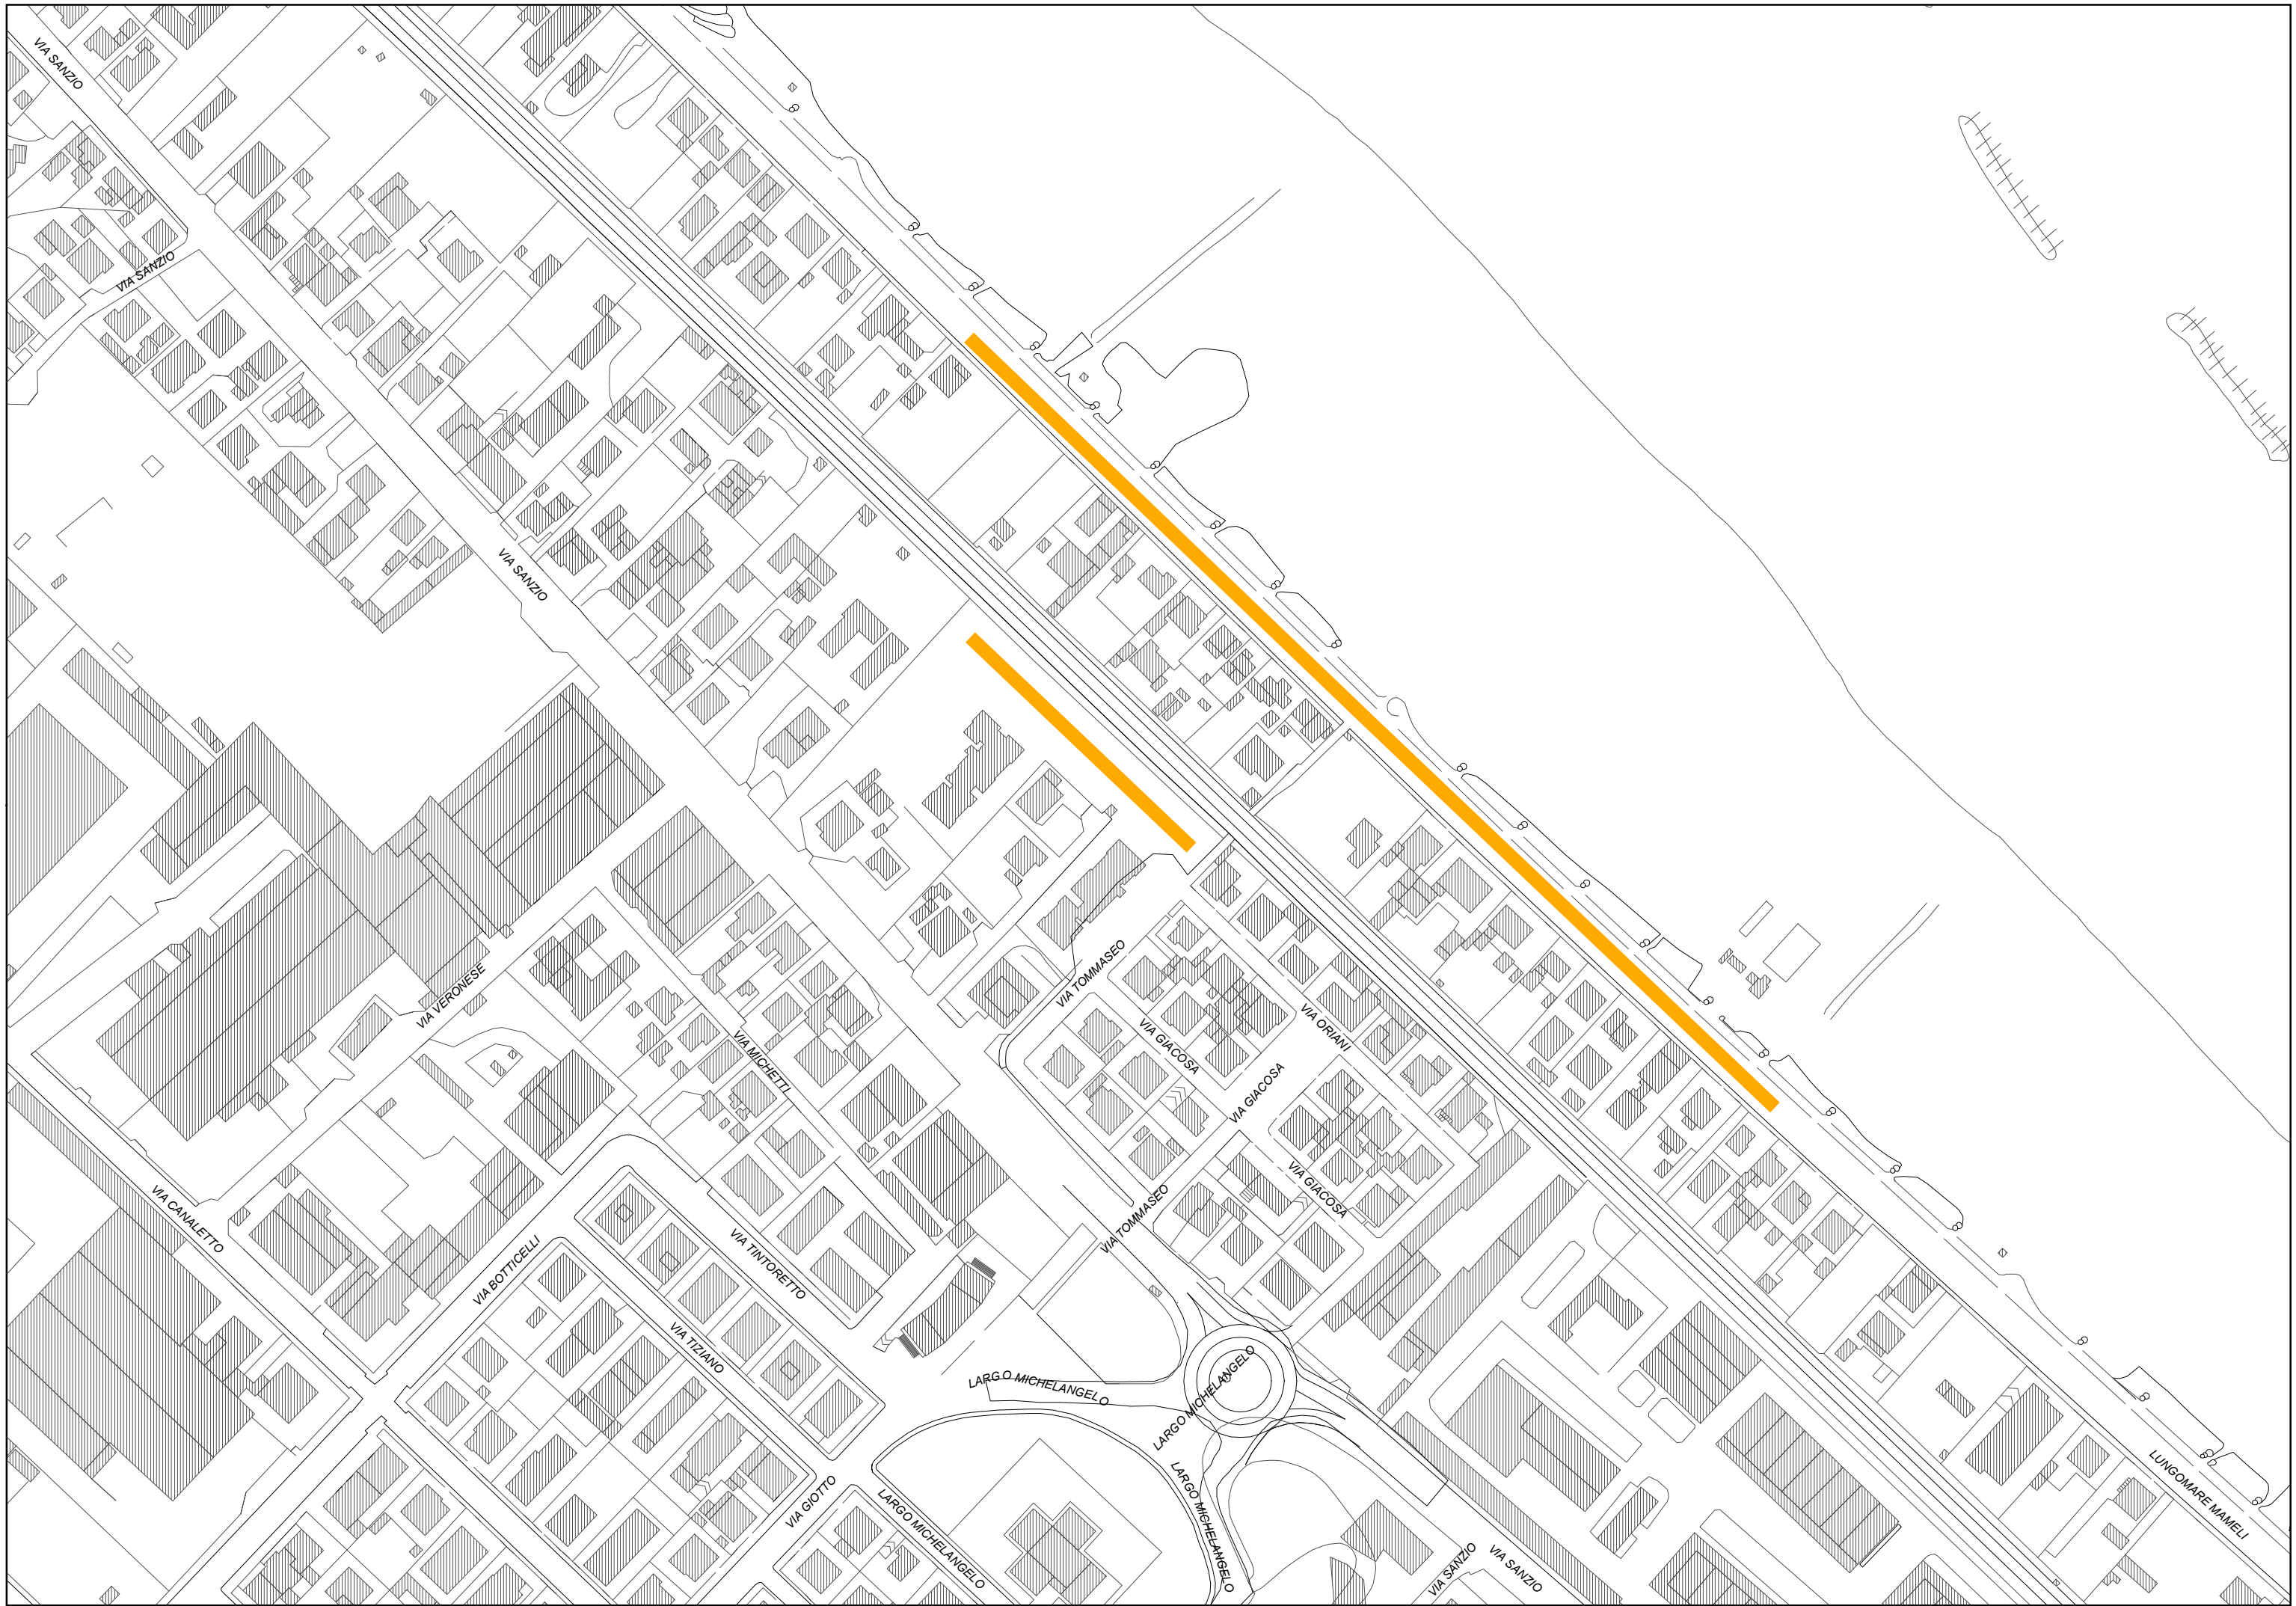 VIA SANZIO
VIA SANZIO
VIA SANZIO
VIA TOMMASEO
VIA VERONESE
VIA ORIANI
VIA GIACOSA
VIA MICHETTI
VIA GIACOSA
VIA GIACOSA
VIA CANALETTO
VIA TOMMASEO
VIA BOTTICELLI
VIA TINTORETTO
VIA TIZIANO
LARGO MICHELANGELO
LARGO MICHELANGELO
LARGO MICHELANGELO
VIA GIOTTO
LARGO MICHELANGELO
LUNGOMARE MAMELI
VIA SANZIO
VIA SANZIO